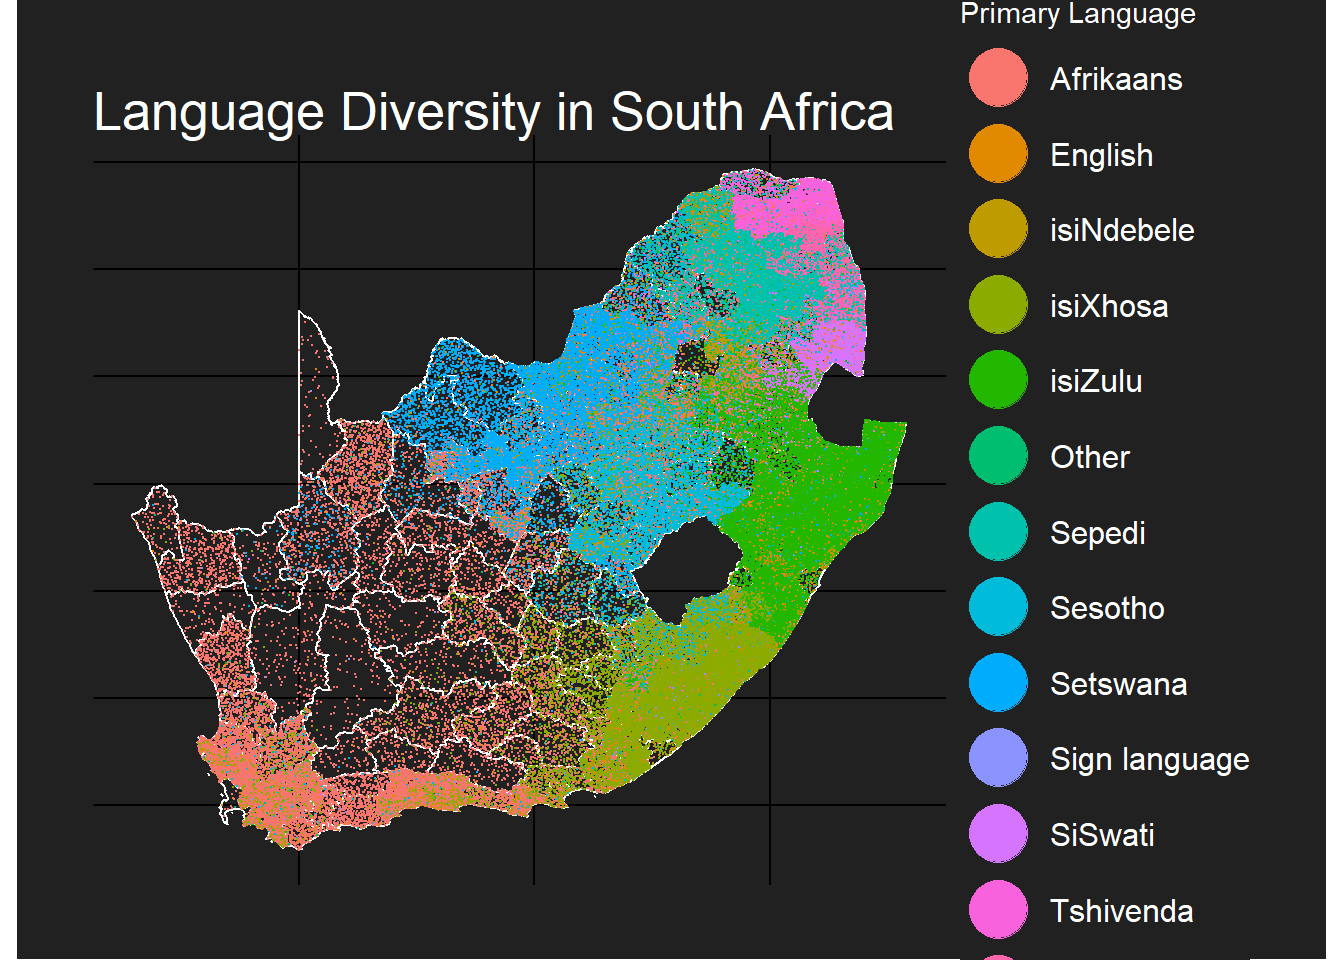 Primary Language
Language Diversity in South Africa
Afrikaans
English
isiNdebele
isiXhosa
isiZulu
Other
Sepedi
Sesotho
Setswana
Sign language
SiSwati
Tshivenda